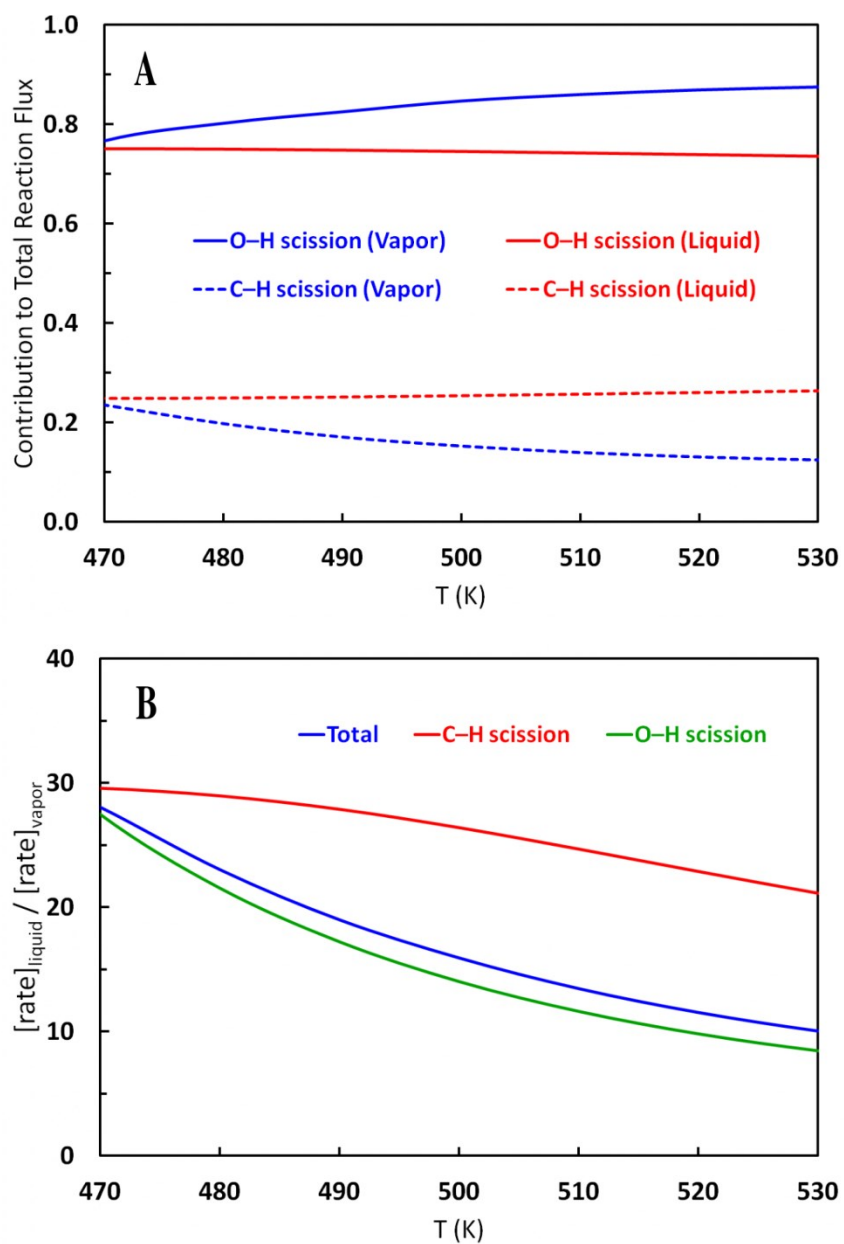 A
Contribution to Total Reaction Flux
1.0
0.8
0.6
0.4
0.2
0.0
O–H scission (Vapor)
O–H scission (Liquid)
C–H scission (Vapor)
C–H scission (Liquid)
470 480 490 500 510 520 530
T (K)
B
[rate]liquid / [rate]vapor
40
30
20
10
0
Total
C–H scission
O–H scission
470 480 490 500 510 520 530
T (K)